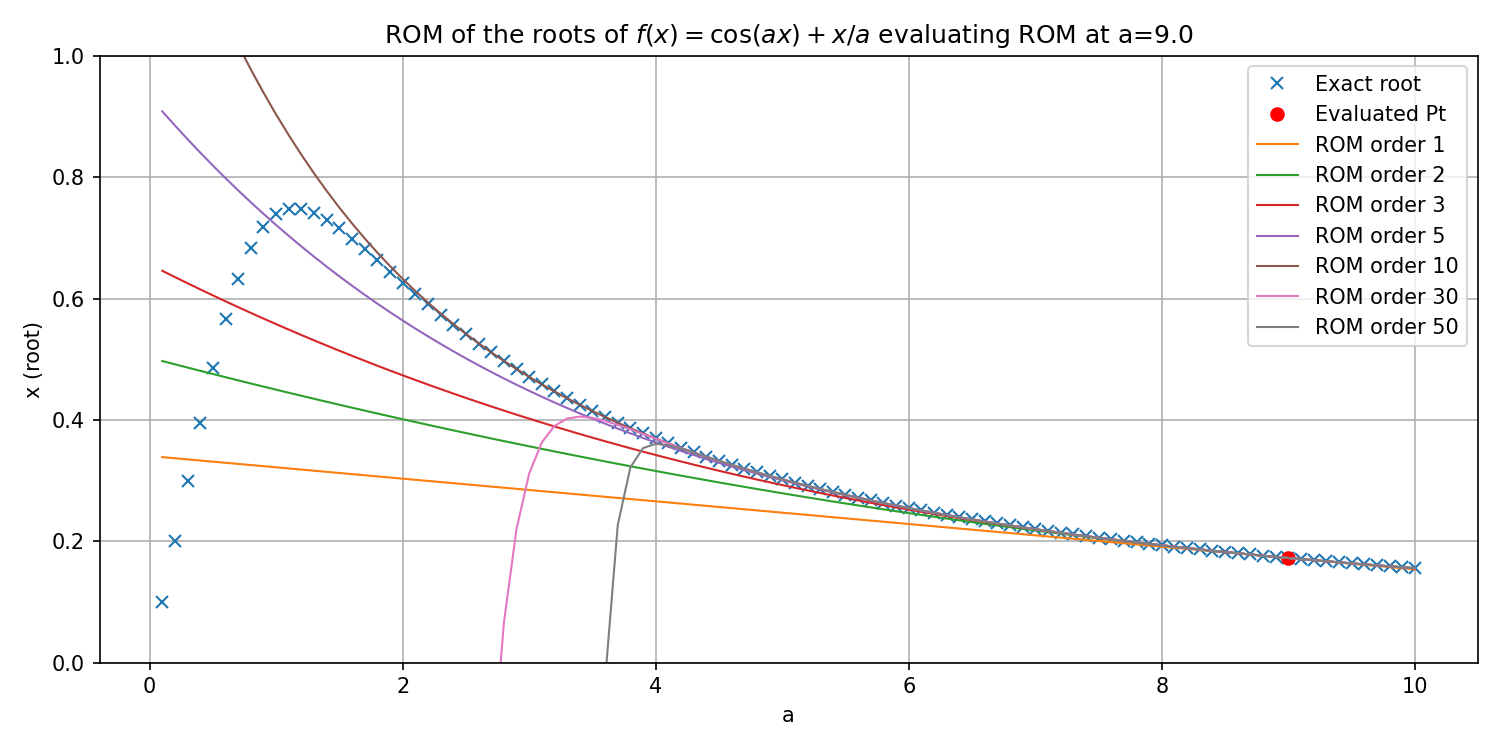 ROM of the roots of f(x) = cos(ax) + x/a evaluating ROM at a=9.0
1.0
0.8
0.6
0.4
0.2
0.0
x (root)
0 2 4 6 8 10
a
Exact root
Evaluated Pt
ROM order 1
ROM order 2
ROM order 3
ROM order 5
ROM order 10
ROM order 30
ROM order 50